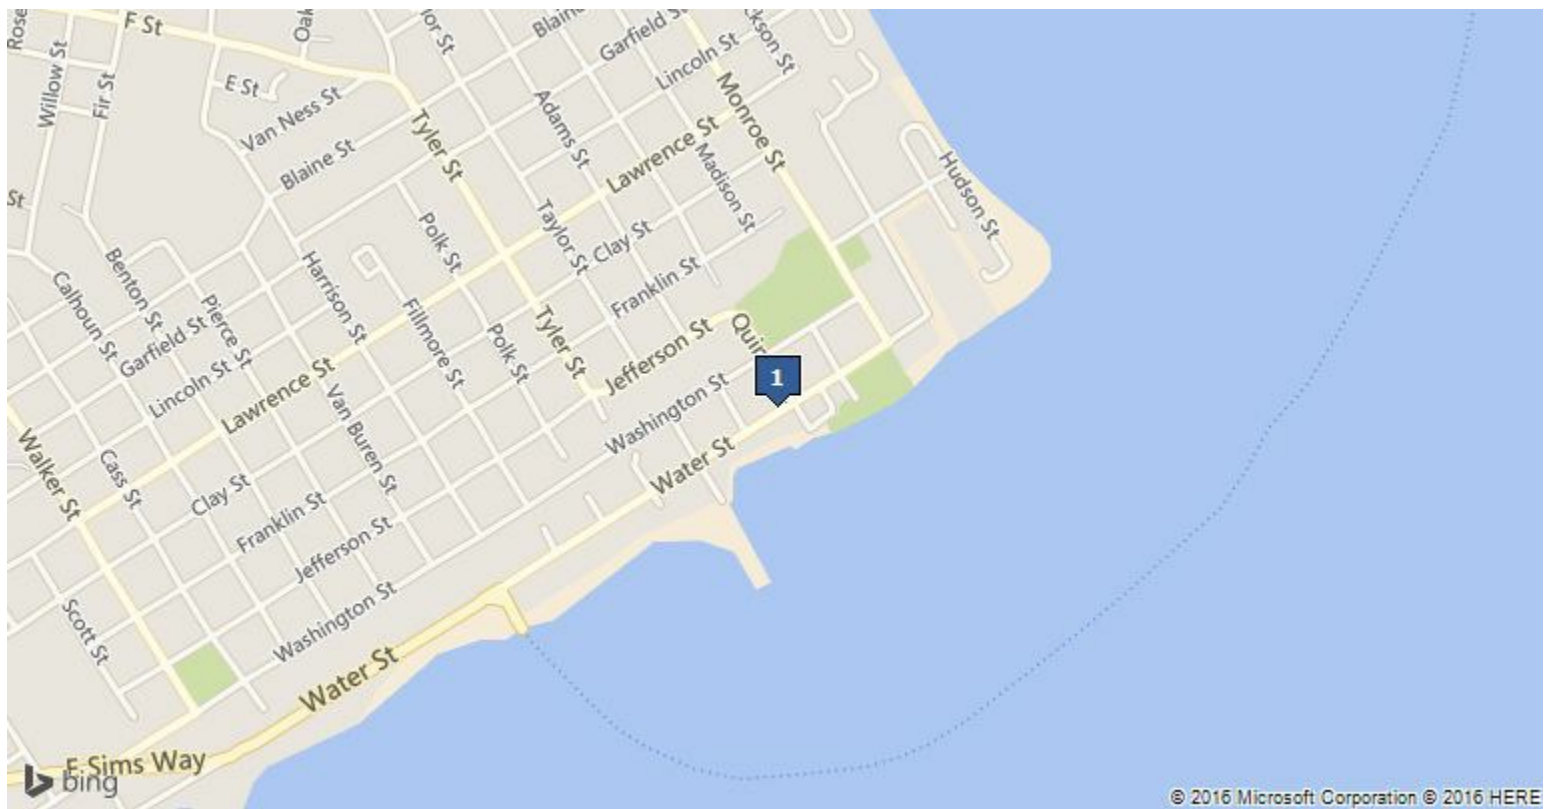 F St
Willow St
Fir St
E St
Van Ness St
Blaine St
Tyler St
Garfield St
Lincoln St
Adams St
Lawrence St
Monroe St
Madison St
Hudson St
St
Polk St
Taylor St
Clay St
Franklin St
Benton St
Calhoun St
Harrison St
Pierce St
Fillmore St
Garfield St
Lincoln St
Polk St
Tyler St
Jefferson St
Lawrence St
Van Buren St
Washington St
1
Water St
Walker St
Cass St
Clay St
Franklin St
Jefferson St
Washington St
Scott St
Water St
E Sims Way
bing
© 2016 Microsoft Corporation © 2016 HERE